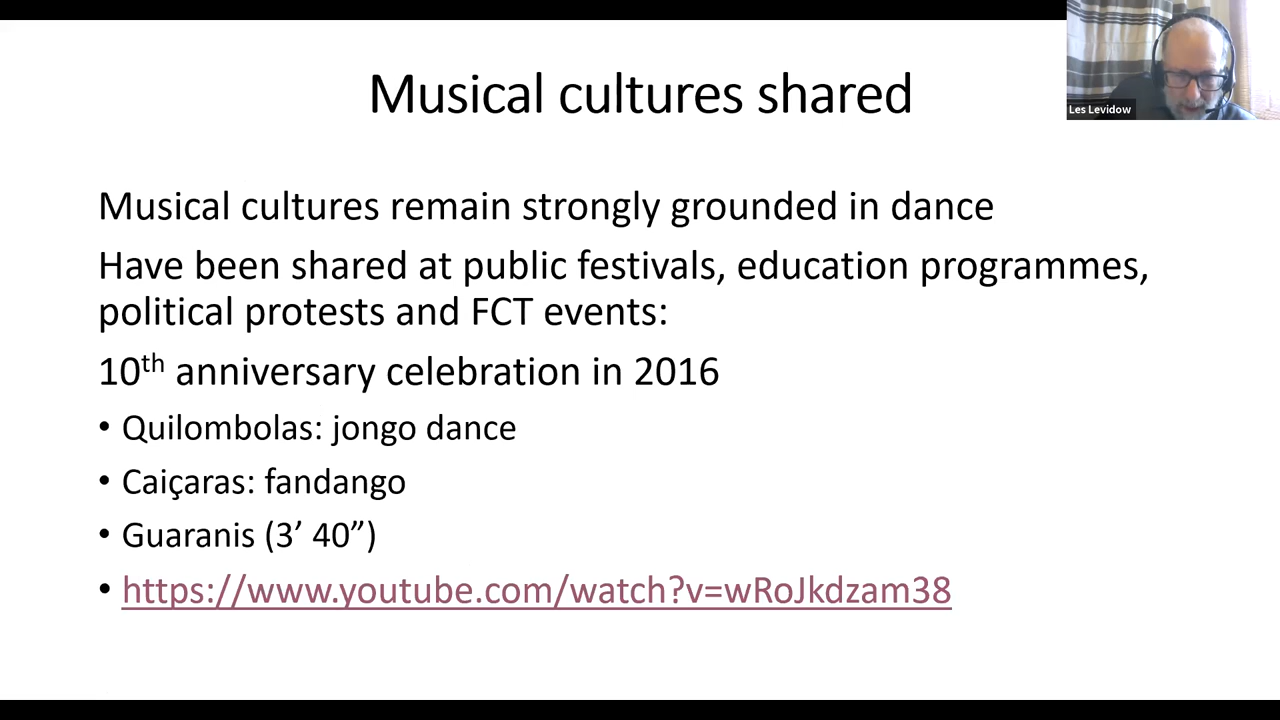 Musical cultures shared
Les Levidow
Musical cultures remain strongly grounded in dance
Have been shared at public festivals, education programmes,
political protests and FCT events:
10th anniversary celebration in 2016
• Quilombolas: jongo dance
• Caiçaras: fandango
• Guaranis (3’ 40”)
• https://www.youtube.com/watch?v=wRoJkdzam38